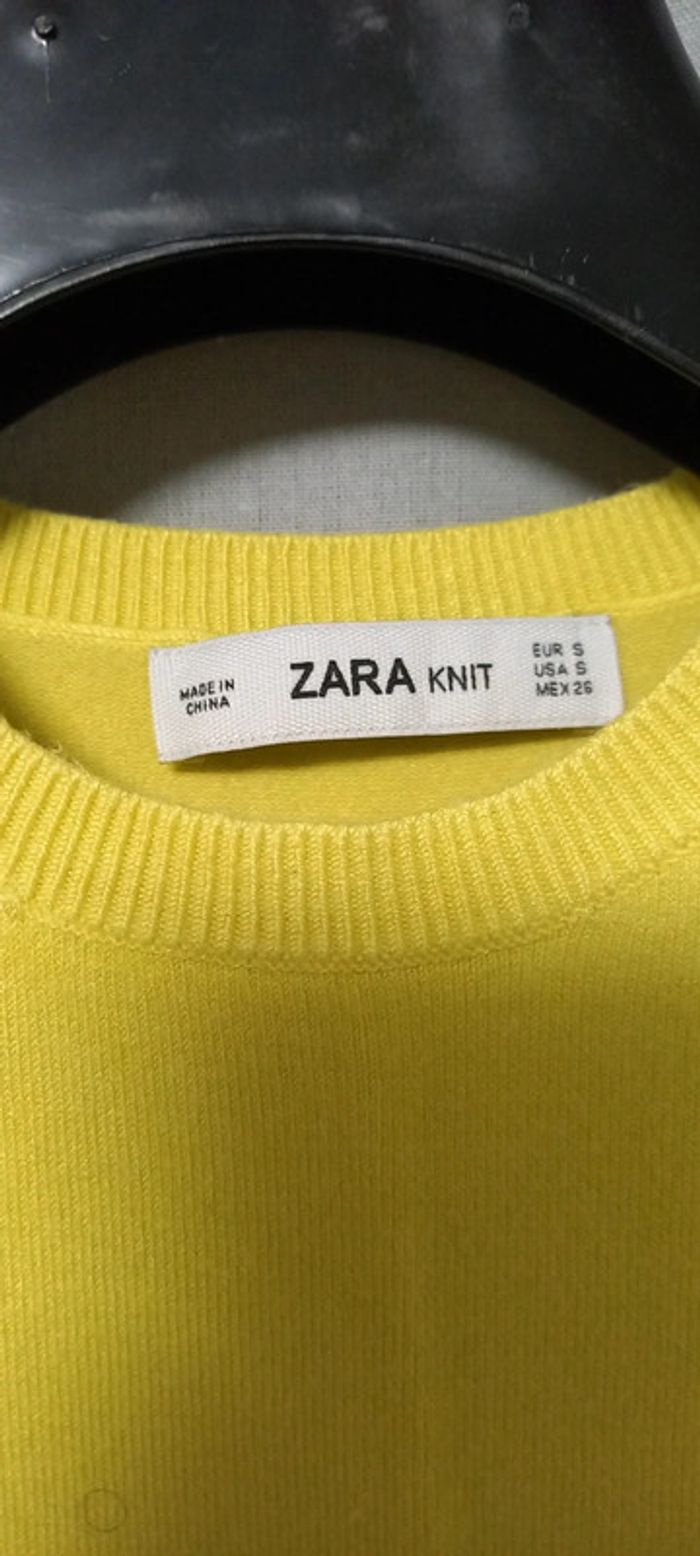 MADE IN
CHINA
ZARA KNIT
EUR S
USA S
MEX 26